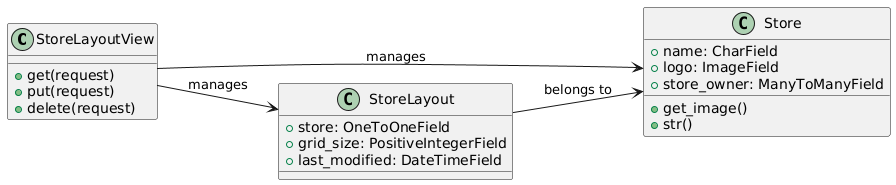 C StoreLayoutView
get(request)
put(request)
delete(request)
manages
manages
C StoreLayout
store: OneToOneField
grid_size: PositiveIntegerField
last_modified: DateTimeField
belongs to
C Store
name: CharField
logo: ImageField
store_owner: ManyToManyField
get_image()
str()